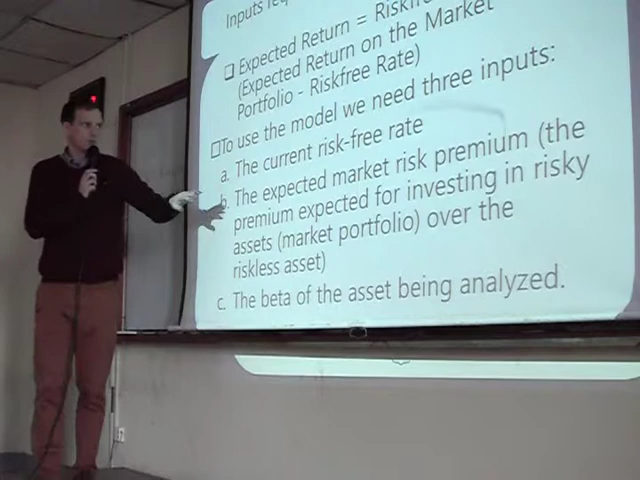 Inputs
❑ Expected Return = Riskfr
(Expected Return on the Market
Portfolio - Riskfree Rate)
❑To use the model we need three inputs:
a. The current risk-free rate
b. The expected market risk premium (the
premium expected for investing in risky
assets (market portfolio) over the
riskless asset)
c. The beta of the asset being analyzed.